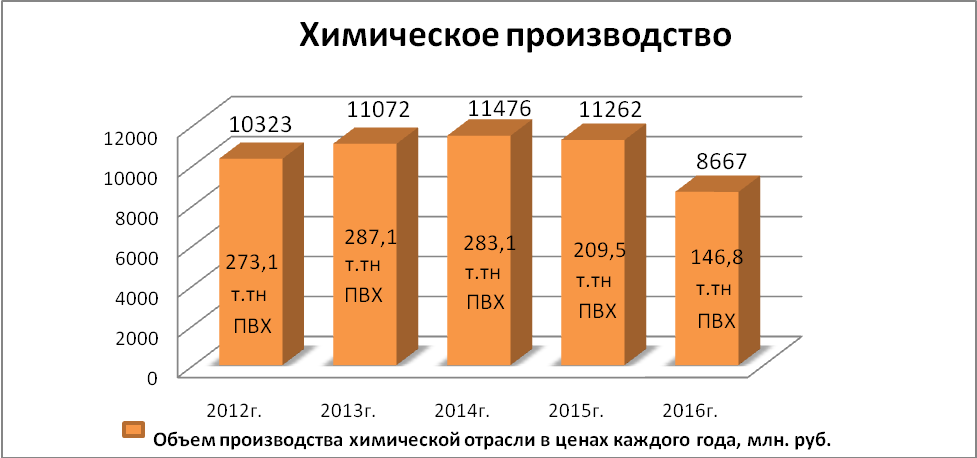 Химическое производство
10323
11072
11476
11262
8667
12000
10000
8000
6000
4000
2000
0
273,1
т.тн
ПВХ
287,1
т.тн
ПВХ
283,1
т.тн
ПВХ
209,5
т.тн
ПВХ
146,8
т.тн
ПВХ
2012г.
2013г.
2014г.
2015г.
2016г.
Объем производства химической отрасли в ценах каждого года, млн. руб.